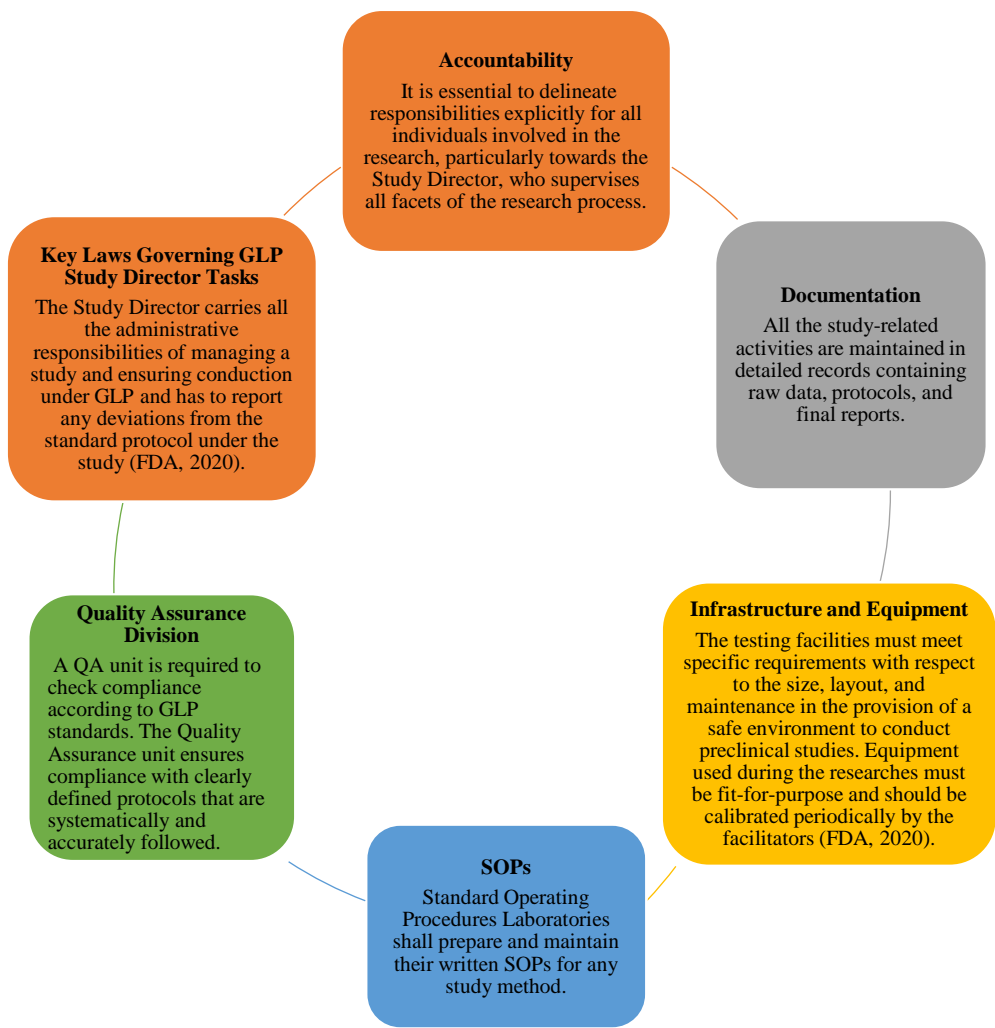 Accountability
It is essential to delineate
responsibilities explicitly for all
individuals involved in the
research, particularly towards the
Study Director, who supervises
all facets of the research process.
Documentation
All the study-related
activities are maintained in
detailed records containing
raw data, protocols, and
final reports.
Infrastructure and Equipment
The testing facilities must meet
specific requirements with respect
to the size, layout, and
maintenance in the provision of a
safe environment to conduct
preclinical studies. Equipment
used during the researches must
be fit-for-purpose and should be
calibrated periodically by the
facilitators (FDA, 2020).
SOPs
Standard Operating
Procedures Laboratories
shall prepare and maintain
their written SOPs for any
study method.
Quality Assurance
Division
A QA unit is required to
check compliance
according to GLP
standards. The Quality
Assurance unit ensures
compliance with clearly
defined protocols that are
systematically and
accurately followed.
Key Laws Governing GLP
Study Director Tasks
The Study Director carries all
the administrative
responsibilities of managing a
study and ensuring conduction
under GLP and has to report
any deviations from the
standard protocol under the
study (FDA, 2020).